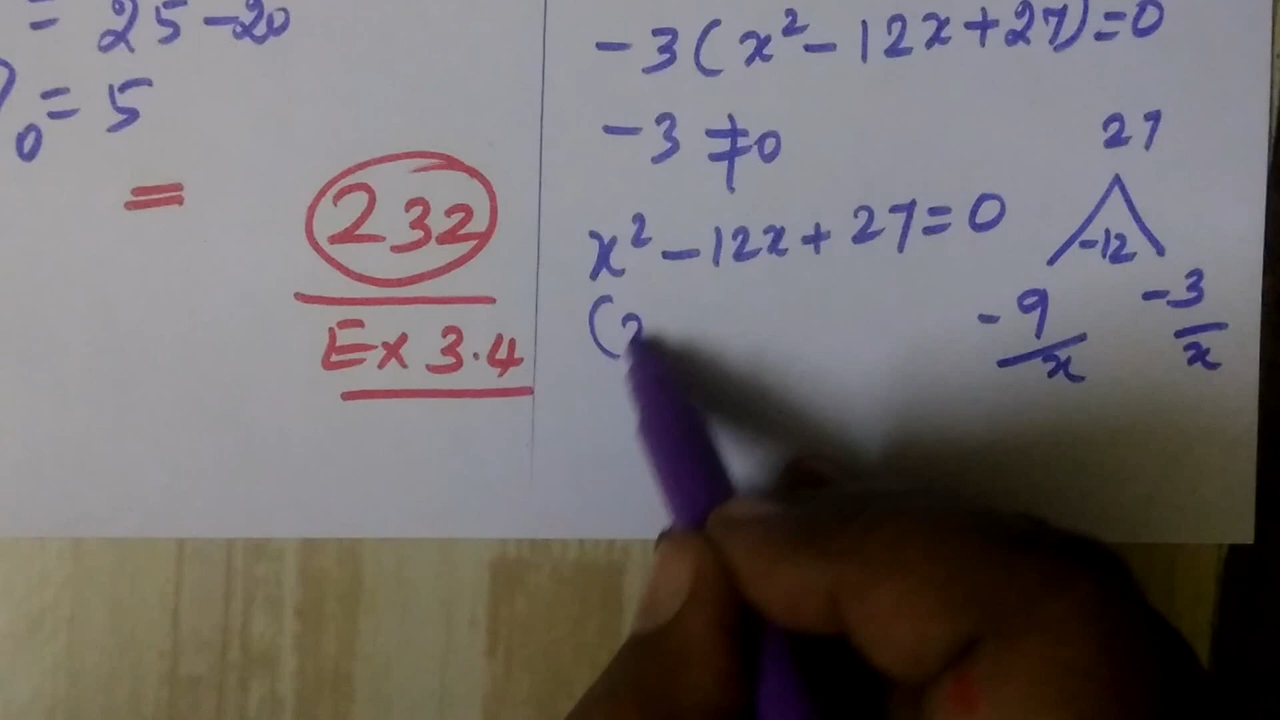 = 25 - 20
0 = 5
=
232
Ex 3.4
-3(x² - 12x + 27) = 0
-3 ≠ 0
27
x² - 12x + 27 = 0
-12
-9/x -3/x
(x